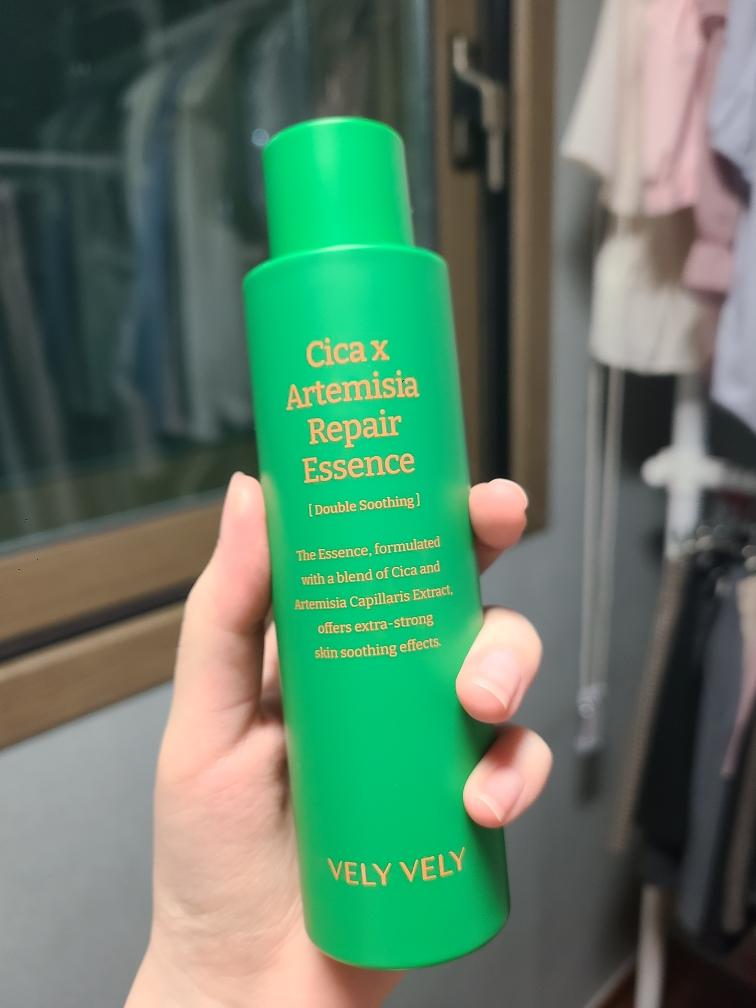 Cica x
Artemisia
Repair
Essence
[Double Soothing]
The Essence, formulated
with a blend of Cica and
Artemisia Capillaris Extract,
offers extra-strong
skin soothing effects.
VELY VELY